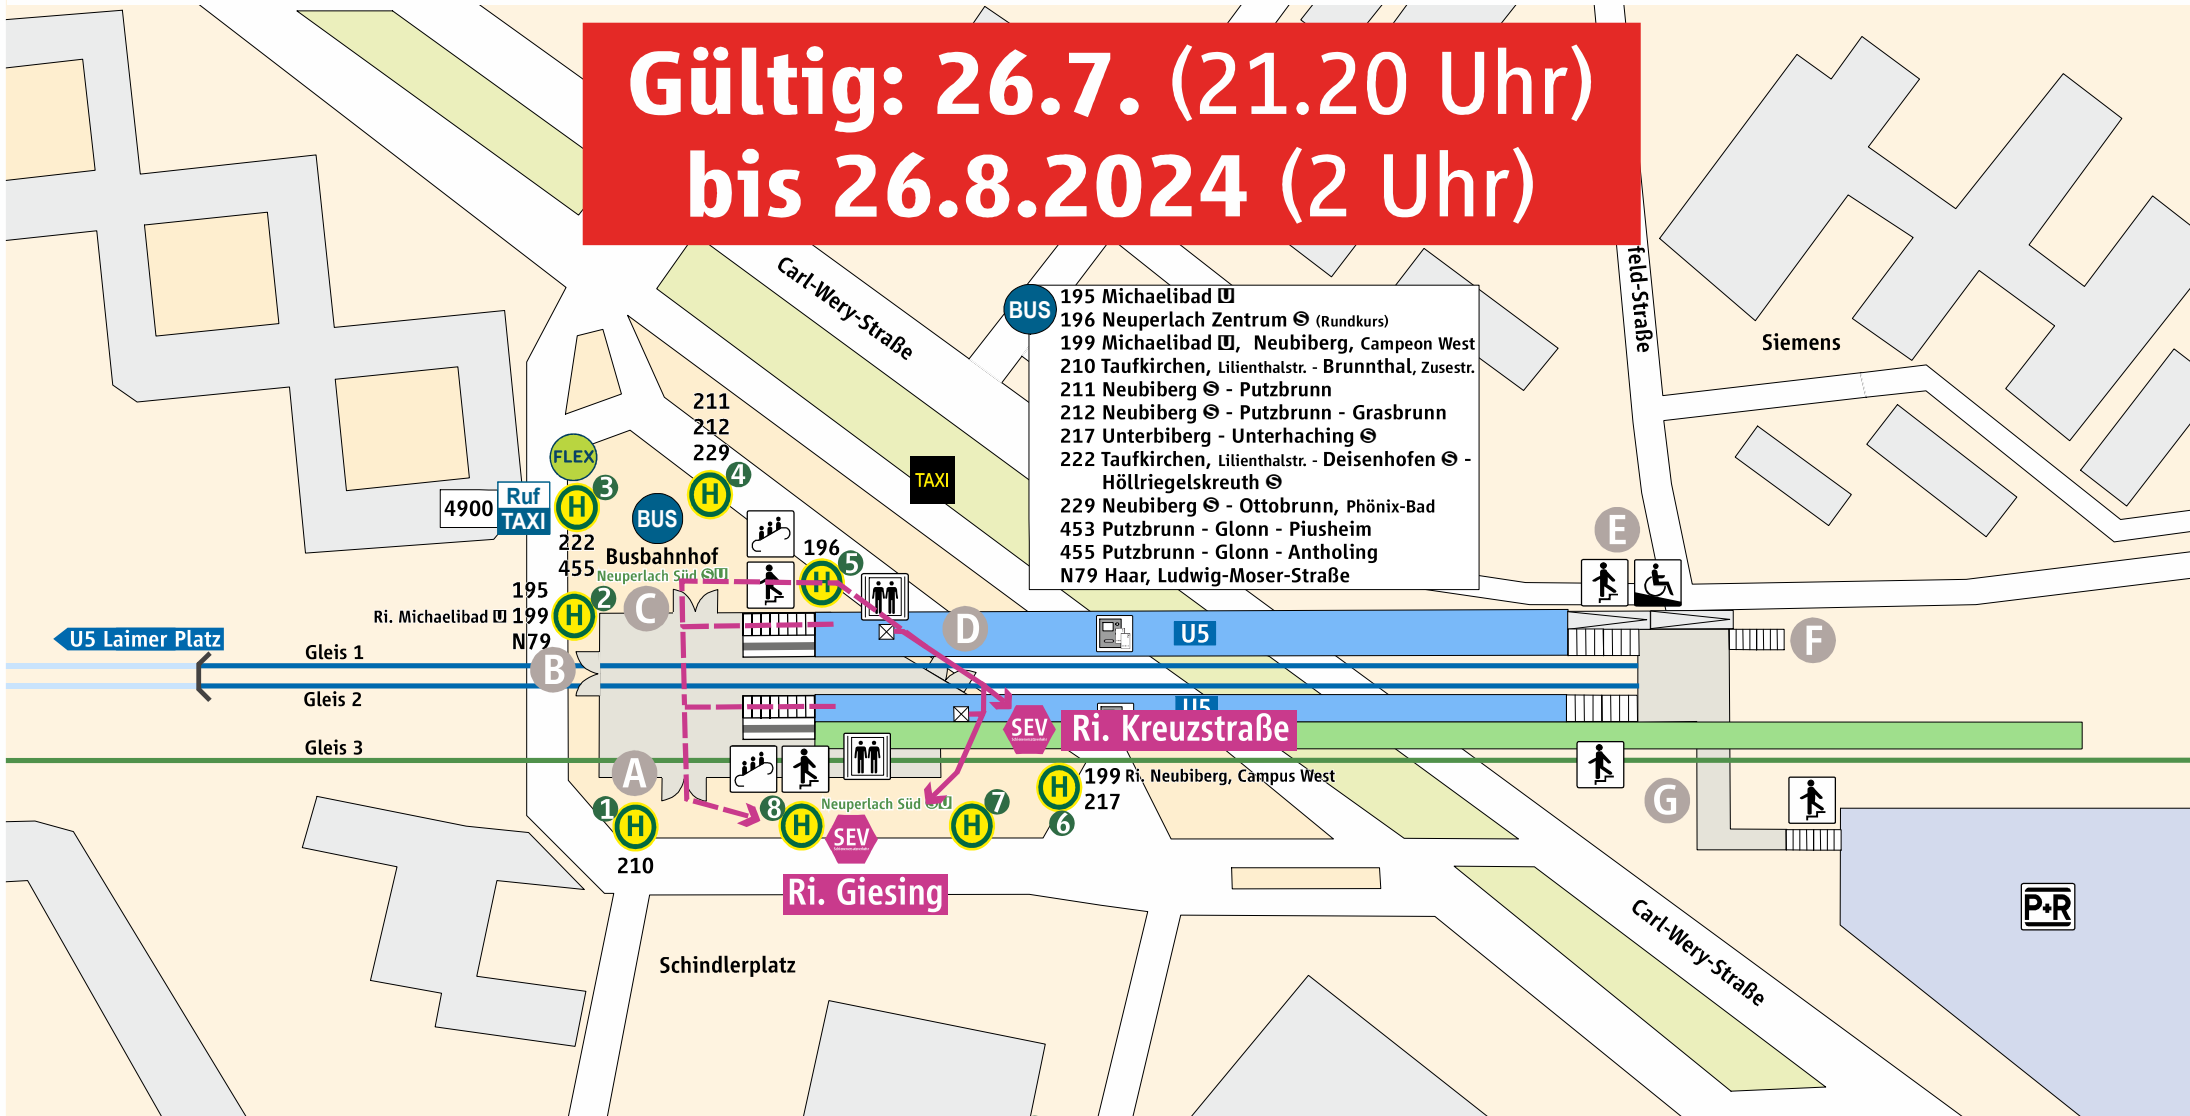 Gültig: 26.7. (21.20 Uhr)
bis 26.8.2024 (2 Uhr)
Carl-Wery-Straße
feld-Straße
Siemens
BUS
195 Michaelibad U
196 Neuperlach Zentrum S (Rundkurs)
199 Michaelibad U, Neubiberg, Campeon West
210 Taufkirchen, Lilienthalstr. - Brunnthal, Zusestr.
211 Neubiberg S - Putzbrunn
212 Neubiberg S - Putzbrunn - Grasbrunn
217 Unterbiberg - Unterhaching S
222 Taufkirchen, Lilienthalstr. - Deisenhofen S -
Höllriegelskreuth S
229 Neubiberg S - Ottobrunn, Phönix-Bad
453 Putzbrunn - Glonn - Piusheim
455 Putzbrunn - Glonn - Antholing
N79 Haar, Ludwig-Moser-Straße
211
212
229
H 4
FLEX
H 3
4900 Ruf
TAXI
222
455
BUS
Busbahnhof
Neuperlach Süd S U
TAXI
196
H 5
195
Ri. Michaelibad U 199
N79
H 2
C
D
E
F
U5 Laimer Platz
B
Gleis 1
Gleis 2
Gleis 3
U5
U5
SEV
Ri. Kreuzstraße
A
G
1 H
210
8 H
Neuperlach Süd S U
H 7
H 6
199 Ri. Neubiberg, Campus West
217
SEV
Ri. Giesing
Schindlerplatz
Carl-Wery-Straße
P+R